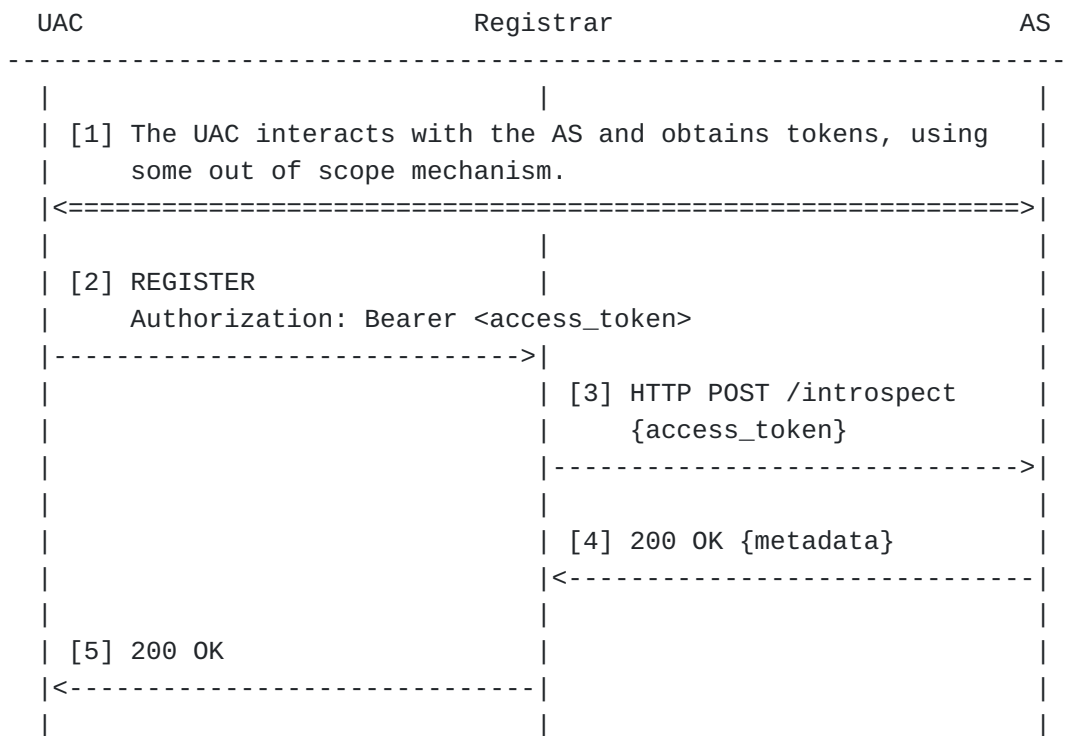 UAC Registrar AS
[1] The UAC interacts with the AS and obtains tokens, using
some out of scope mechanism.
[2] REGISTER
Authorization: Bearer <access_token>
[3] HTTP POST /introspect
{access_token}
[4] 200 OK {metadata}
[5] 200 OK